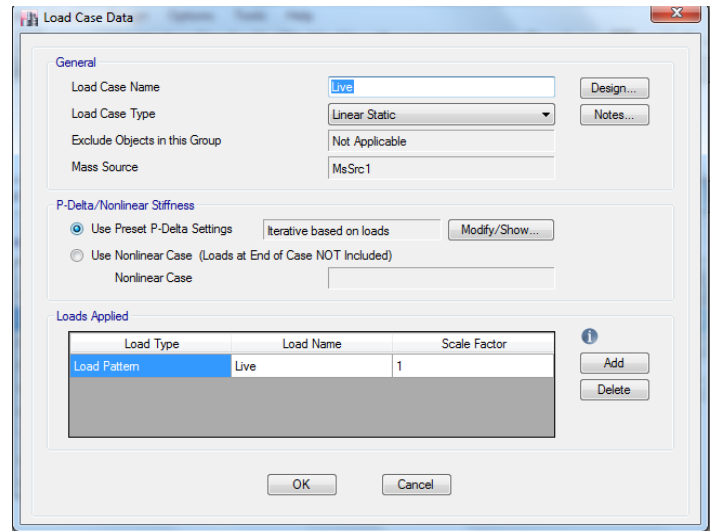 Load Case Data
General
Load Case Name Live Design...
Load Case Type Linear Static Notes...
Exclude Objects in this Group Not Applicable
Mass Source MsSrc1
P-Delta/Nonlinear Stiffness
Use Preset P-Delta Settings Iterative based on loads Modify/Show...
Use Nonlinear Case (Loads at End of Case NOT Included)
Nonlinear Case
Loads Applied
Load Type Load Name Scale Factor
Load Pattern Live 1
Add
Delete
OK Cancel